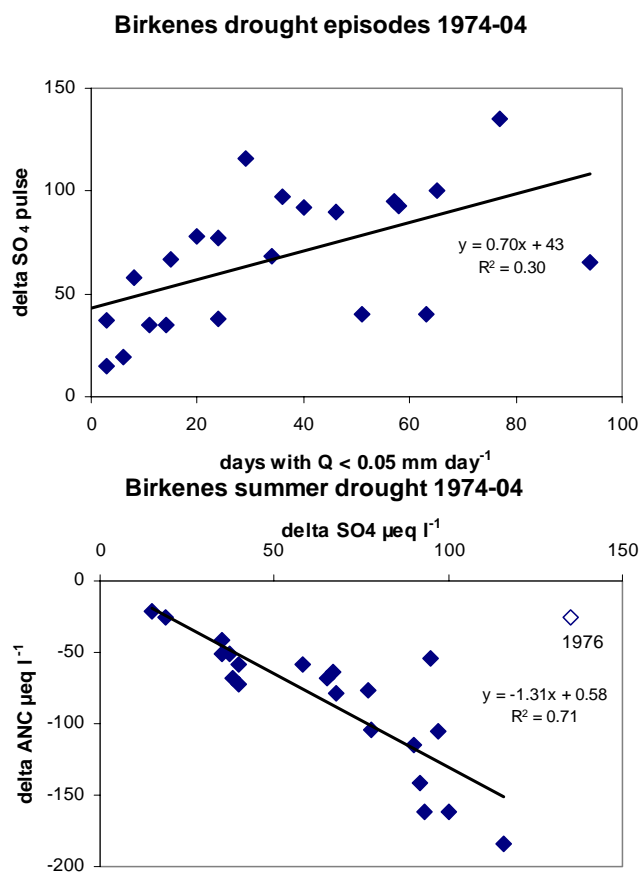 Birkenes drought episodes 1974-04
150
100
50
0
delta SO₄ pulse
y = 0.70x + 43
R² = 0.30
0 20 40 60 80 100
days with Q < 0.05 mm day⁻¹
Birkenes summer drought 1974-04
delta SO4 µeq l⁻¹
0 50 100 150
0
-50
-100
-150
-200
delta ANC µeq l⁻¹
1976
y = -1.31x + 0.58
R² = 0.71